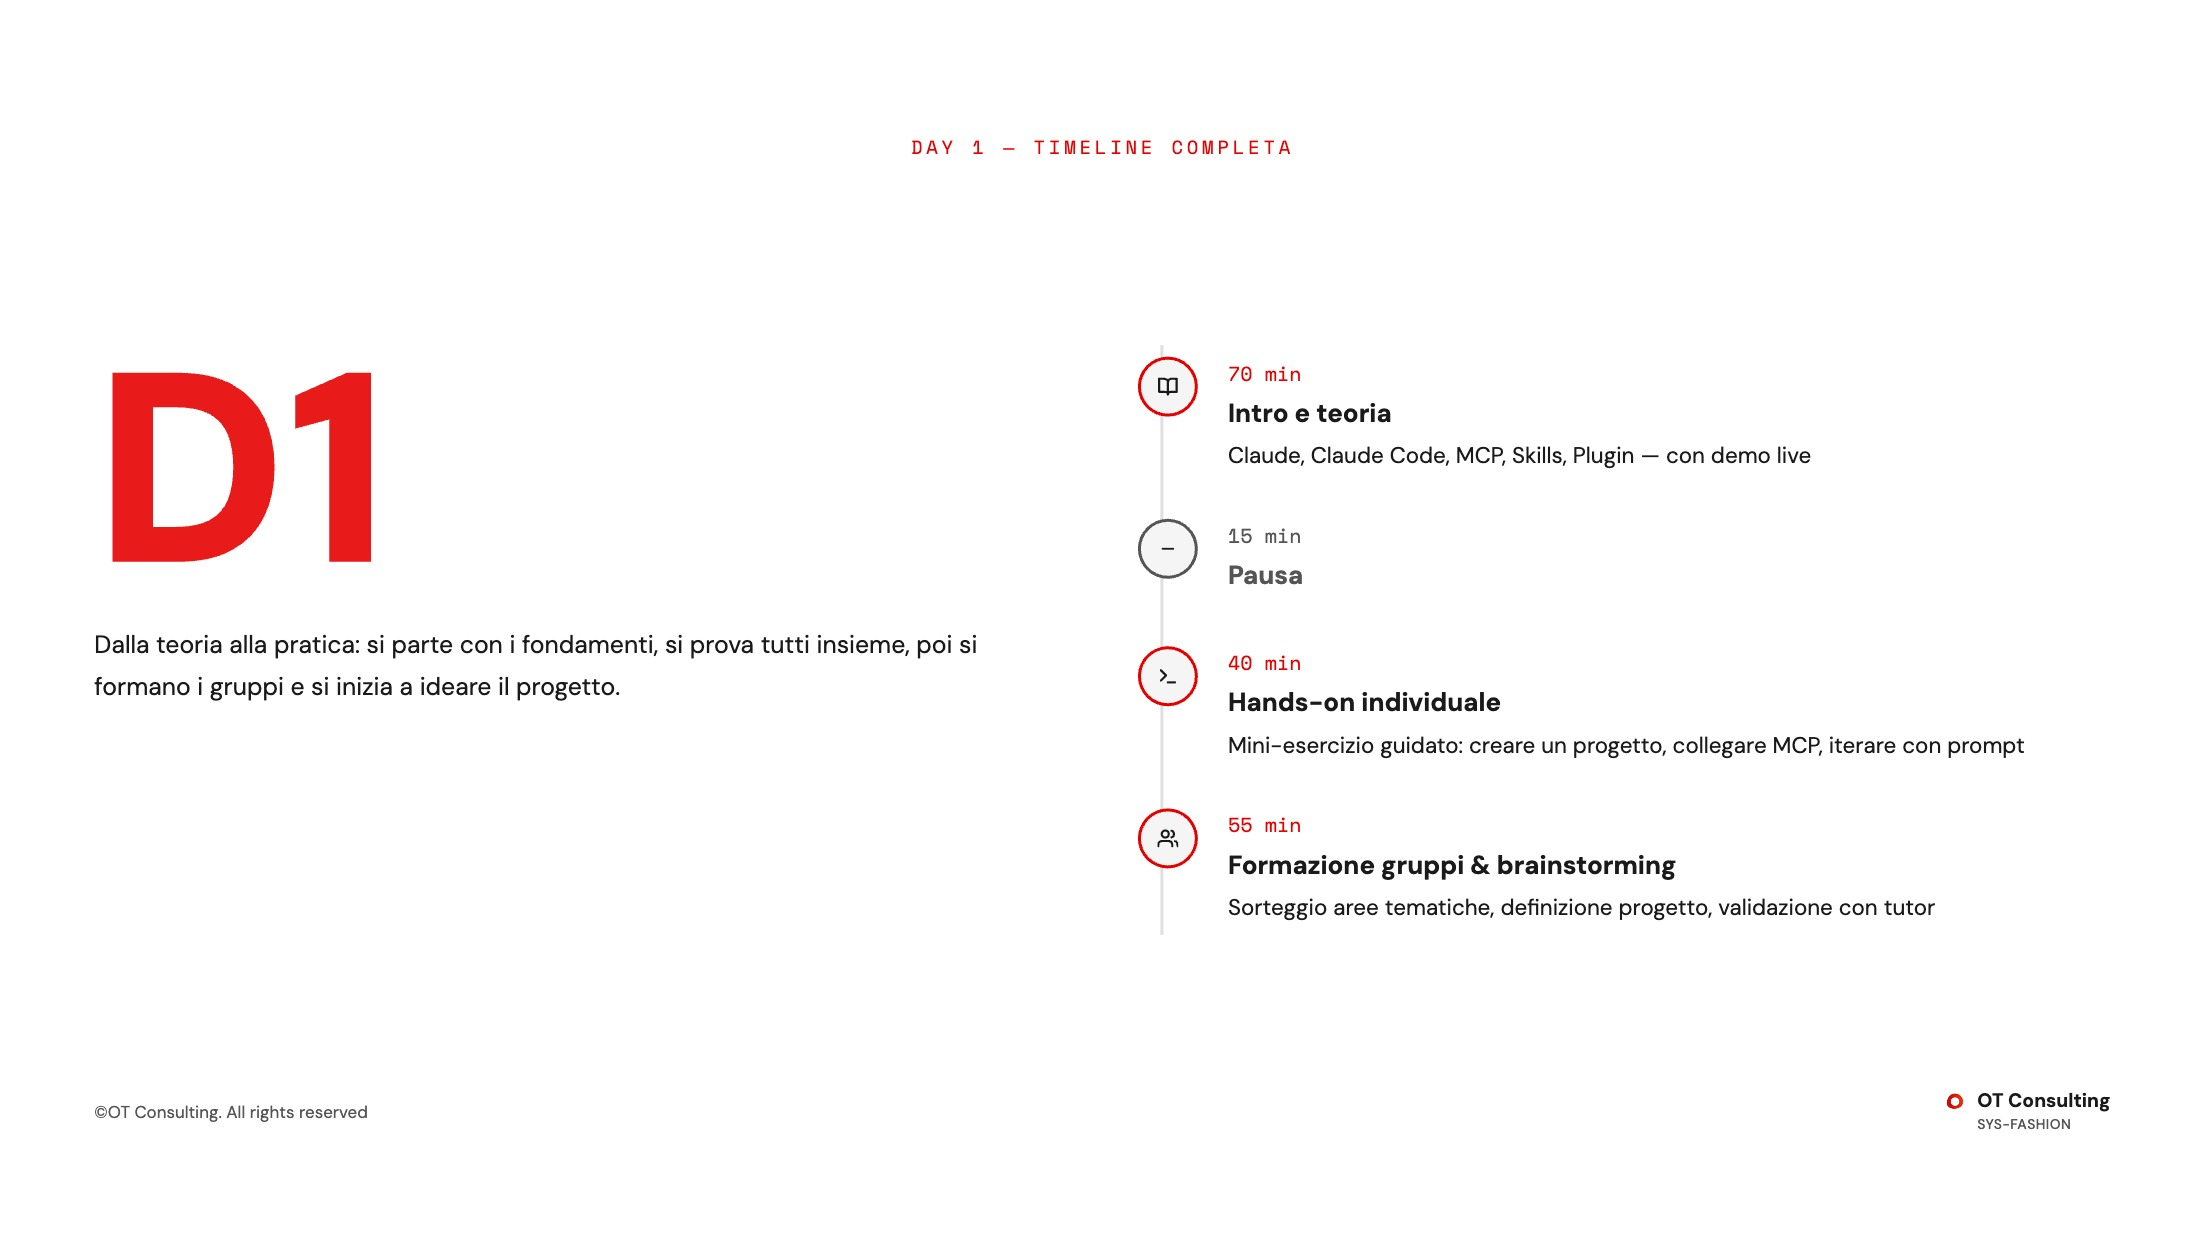 DAY 1 — TIMELINE COMPLETA
D1
Dalla teoria alla pratica: si parte con i fondamenti, si prova tutti insieme, poi si
formano i gruppi e si inizia a ideare il progetto.
70 min
Intro e teoria
Claude, Claude Code, MCP, Skills, Plugin — con demo live
15 min
Pausa
40 min
Hands-on individuale
Mini-esercizio guidato: creare un progetto, collegare MCP, iterare con prompt
55 min
Formazione gruppi & brainstorming
Sorteggio aree tematiche, definizione progetto, validazione con tutor
©OT Consulting. All rights reserved
OT Consulting
SYS-FASHION